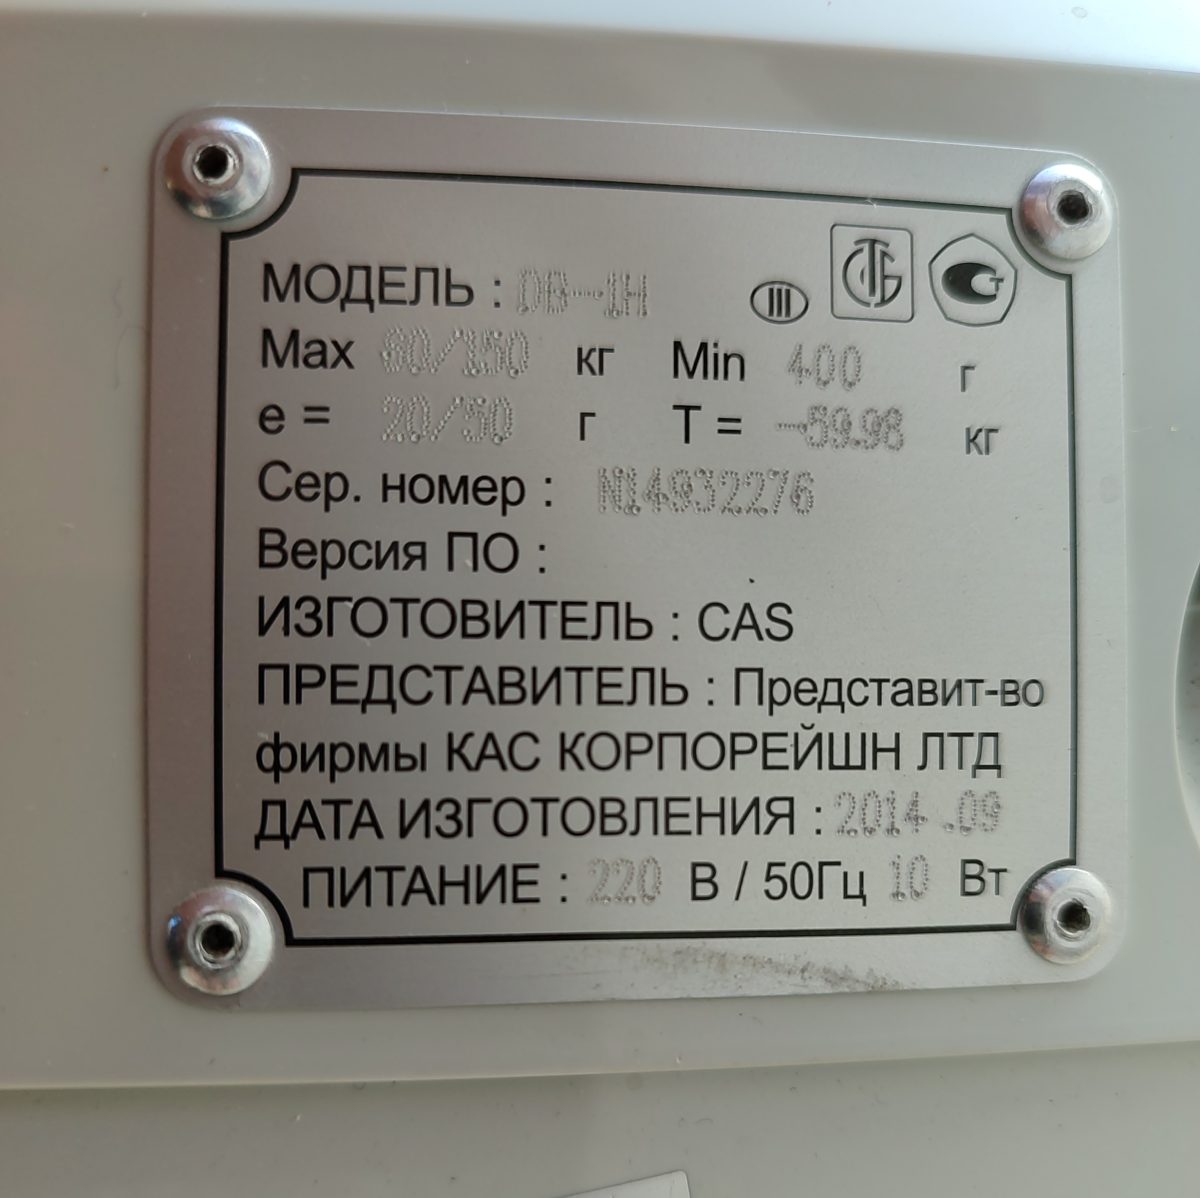 МОДЕЛЬ : DB-1H III
Max 60/150 кг Min 400 г
e = 20/50 г T = -59.98 кг
Сер. номер : N14932276
Версия ПО :
ИЗГОТОВИТЕЛЬ : CAS
ПРЕДСТАВИТЕЛЬ : Представит-во
фирмы КАС КОРПОРЕЙШН ЛТД
ДАТА ИЗГОТОВЛЕНИЯ : 2014 .09
ПИТАНИЕ : 220 В / 50Гц 10 Вт